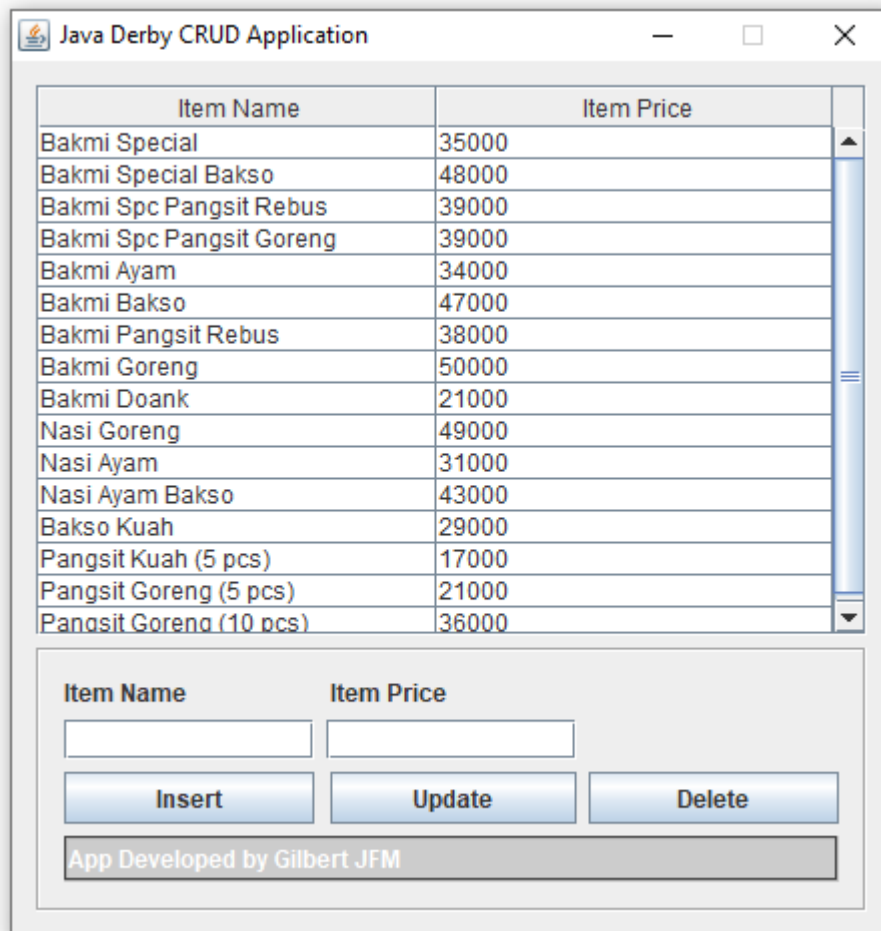 Java Derby CRUD Application
Item Name Item Price
Bakmi Special 35000
Bakmi Special Bakso 48000
Bakmi Spc Pangsit Rebus 39000
Bakmi Spc Pangsit Goreng 39000
Bakmi Ayam 34000
Bakmi Bakso 47000
Bakmi Pangsit Rebus 38000
Bakmi Goreng 50000
Bakmi Doank 21000
Nasi Goreng 49000
Nasi Ayam 31000
Nasi Ayam Bakso 43000
Bakso Kuah 29000
Pangsit Kuah (5 pcs) 17000
Pangsit Goreng (5 pcs) 21000
Pangsit Goreng (10 pcs) 36000
Item Name Item Price
Insert Update Delete
App Developed by Gilbert JFM